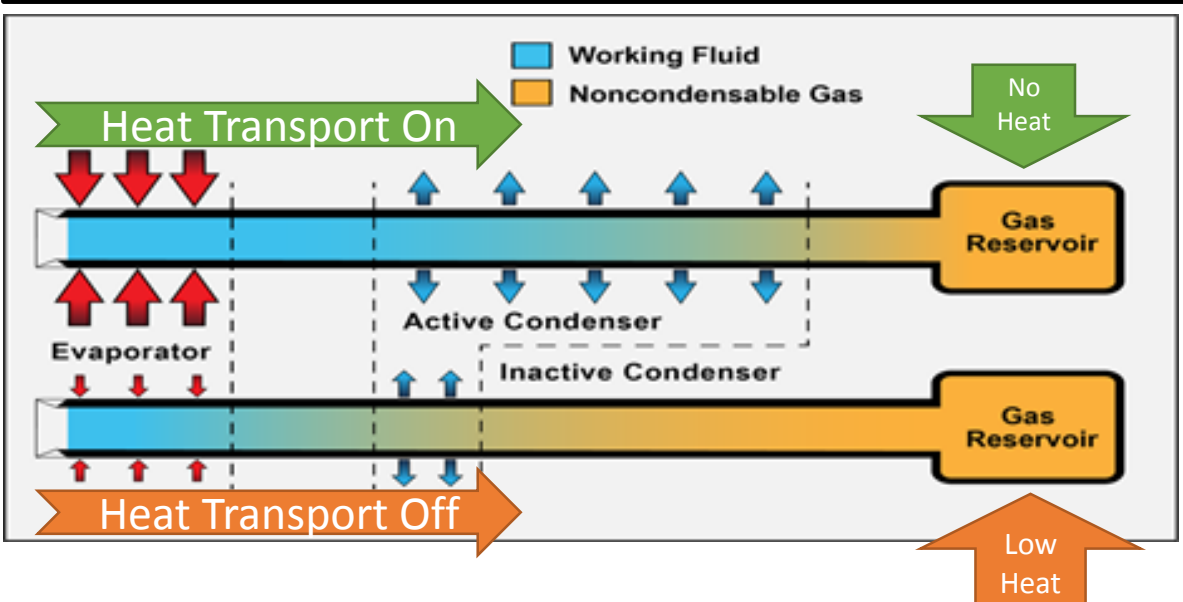 Working Fluid
Noncondensable Gas
No
Heat
Heat Transport On
Gas
Reservoir
Active Condenser
Evaporator
Inactive Condenser
Gas
Reservoir
Heat Transport Off
Low
Heat